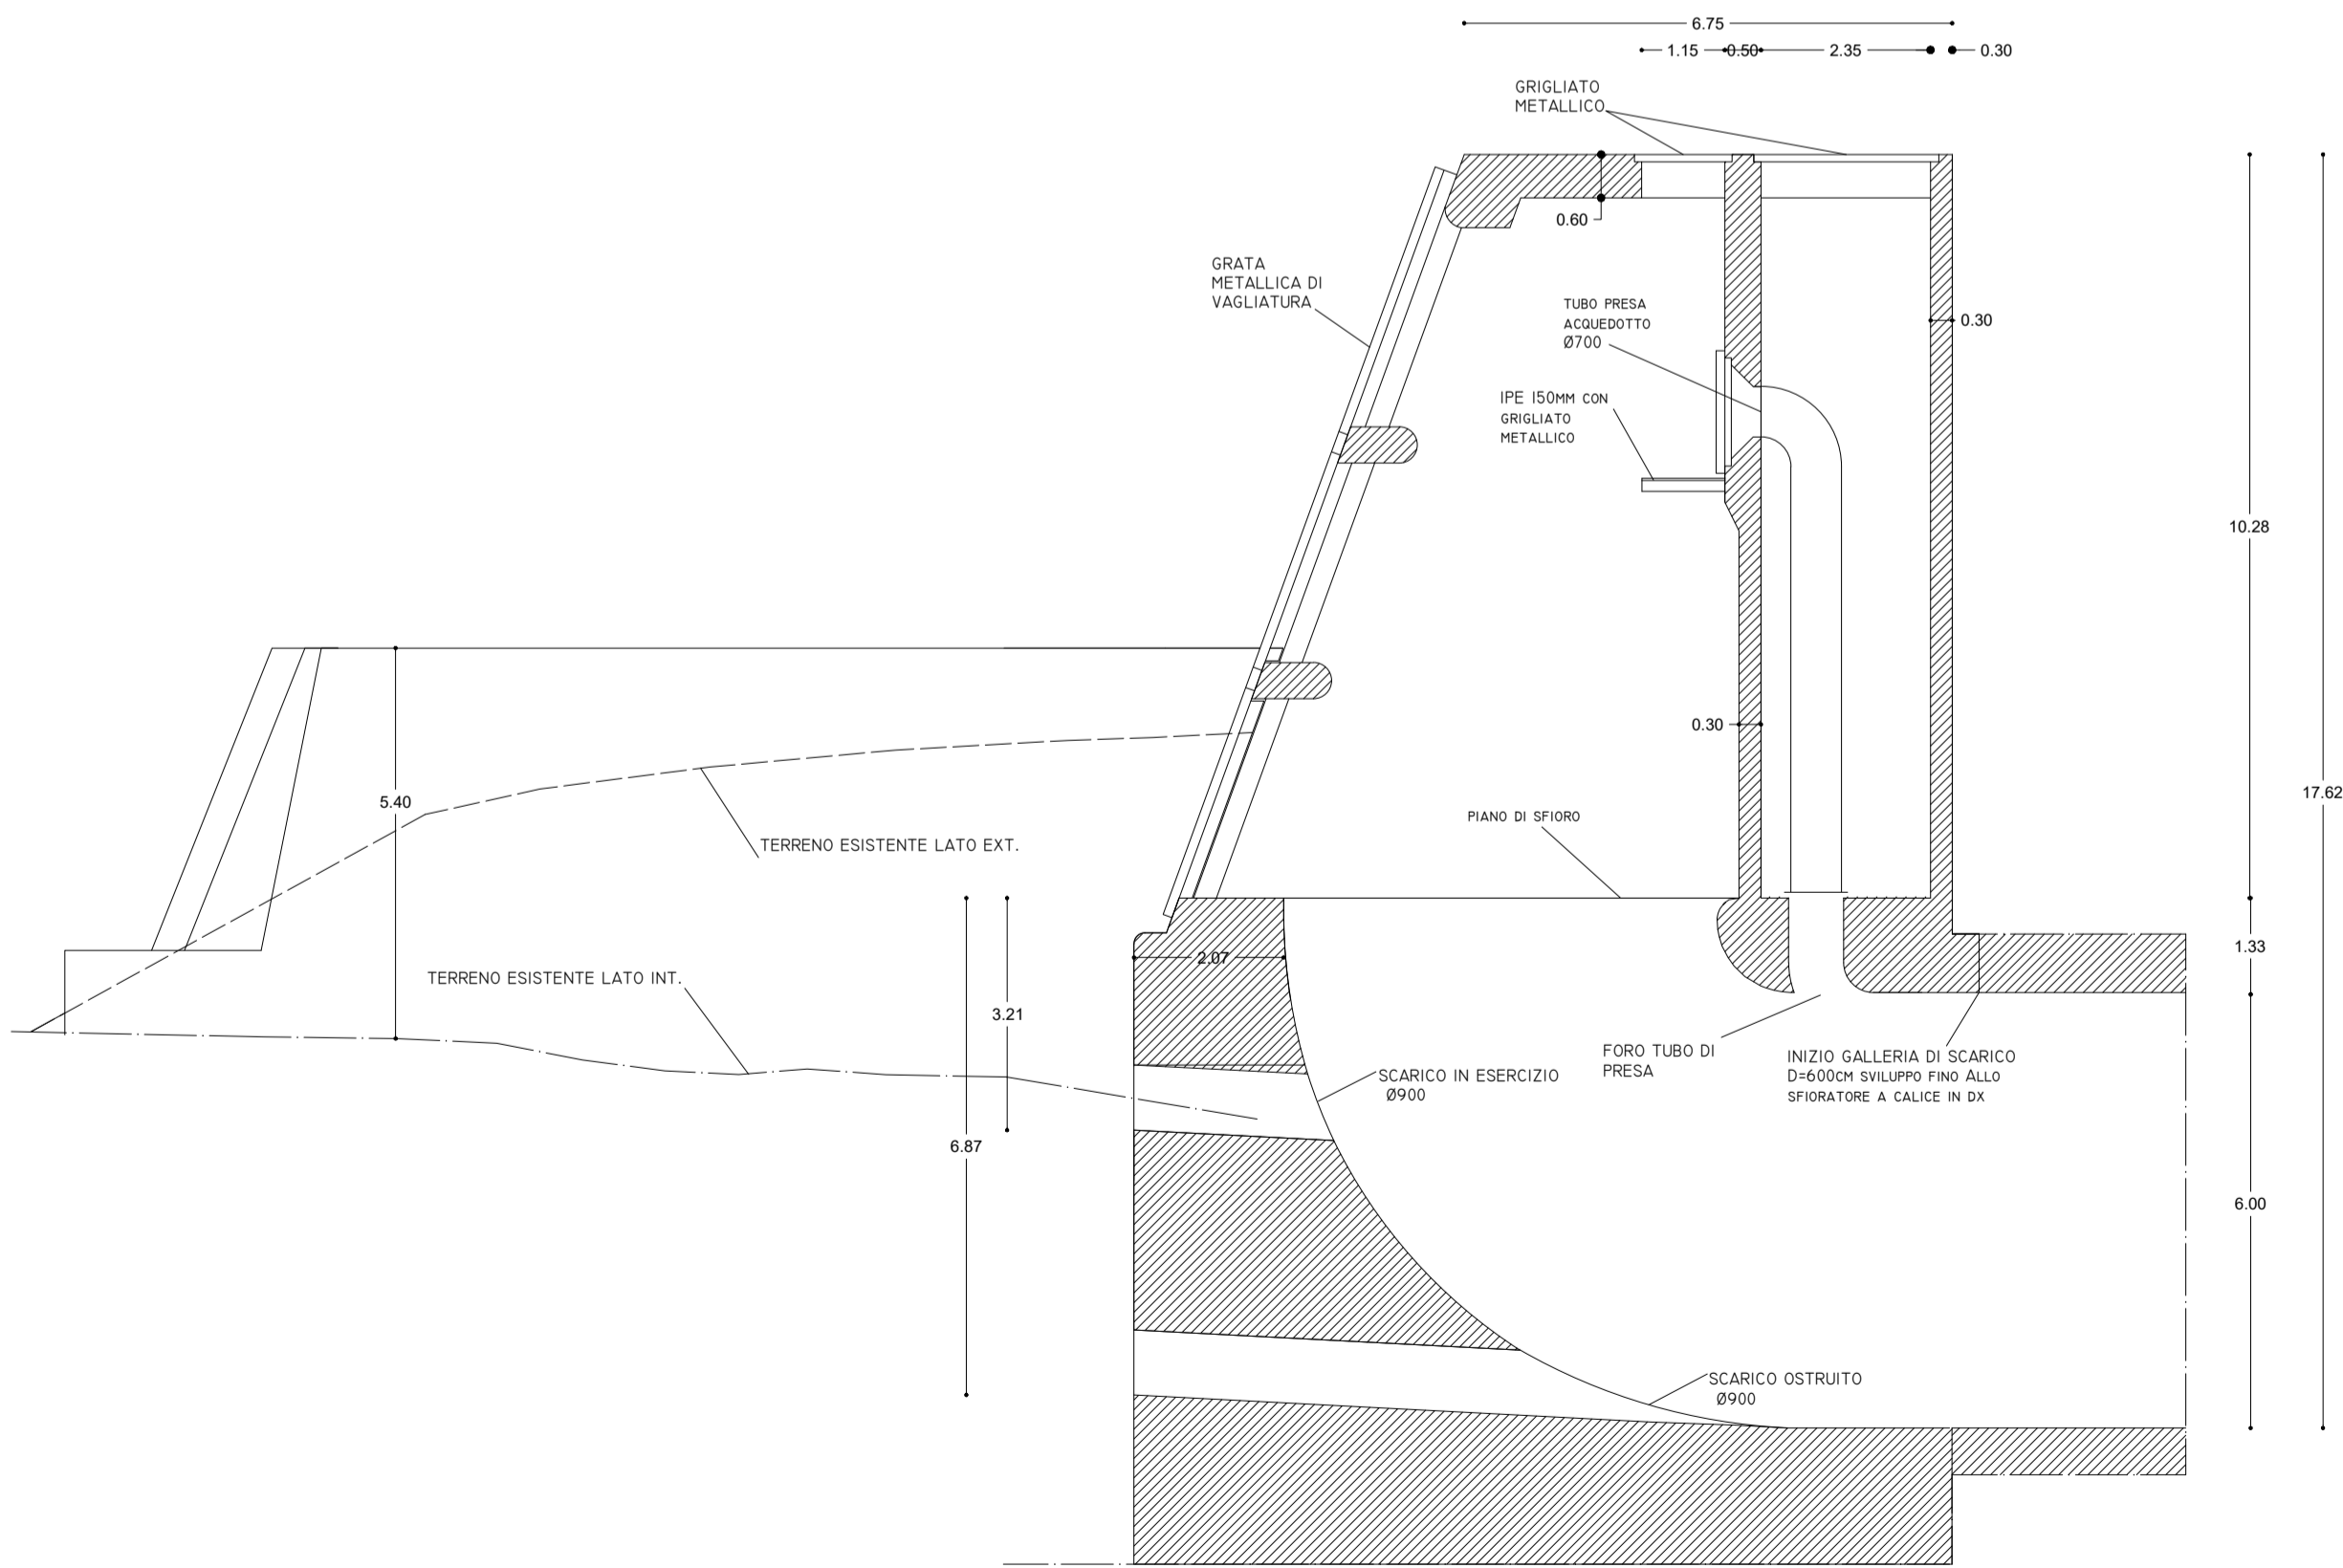 6.75
1.15
0.50
2.35
0.30
GRIGLIATO
METALLICO
0.60
GRATA
METALLICA DI
VAGLIATURA
TUBO PRESA
ACQUEDOTTO
Ø700
0.30
IPE 150MM CON
GRIGLIATO
METALLICO
10.28
17.62
0.30
5.40
PIANO DI SFIORO
TERRENO ESISTENTE LATO EXT.
TERRENO ESISTENTE LATO INT.
2.07
1.33
3.21
FORO TUBO DI
PRESA
INIZIO GALLERIA DI SCARICO
D=600CM SVILUPPO FINO ALLO
SFIORATORE A CALICE IN DX
SCARICO IN ESERCIZIO
Ø900
6.87
6.00
SCARICO OSTRUITO
Ø900